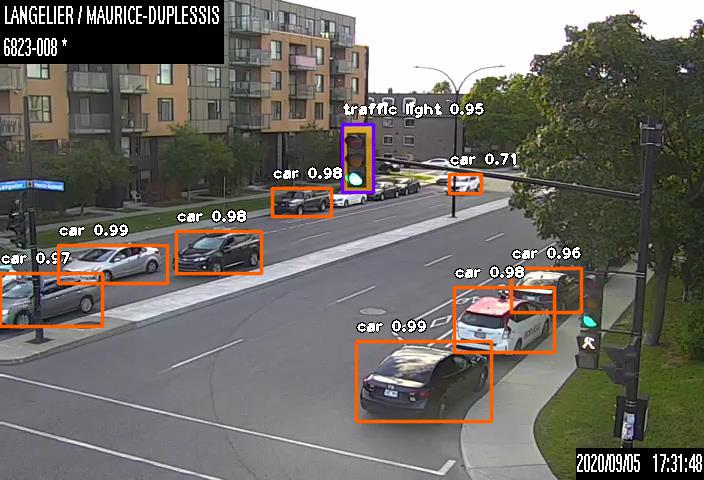 LANGELIER / MAURICE-DUPLESSIS
6823-008 *
traffic light 0.95
car 0.71
car 0.98
car 0.98
car 0.99
car 0.97
car 0.96
car 0.98
car 0.99
Langelier
2020/09/05 17:31:48